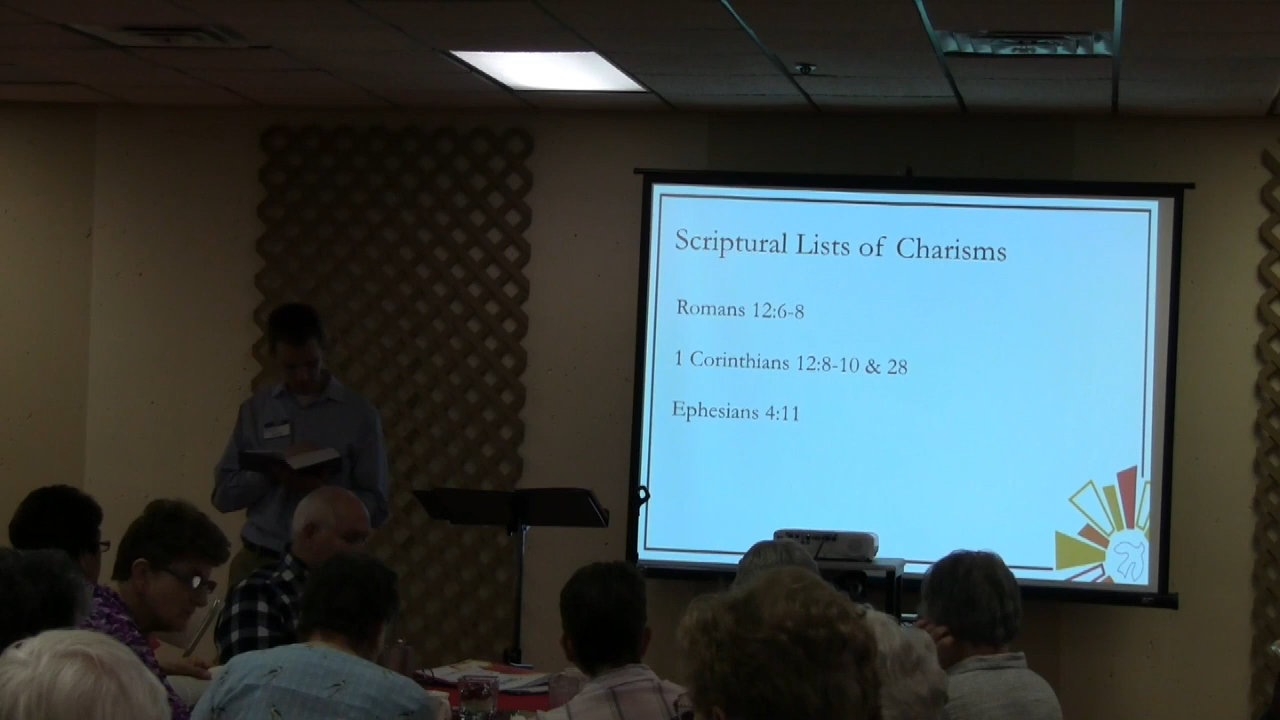 Scriptural Lists of Charisms
Romans 12:6-8
1 Corinthians 12:8-10 & 28
Ephesians 4:11